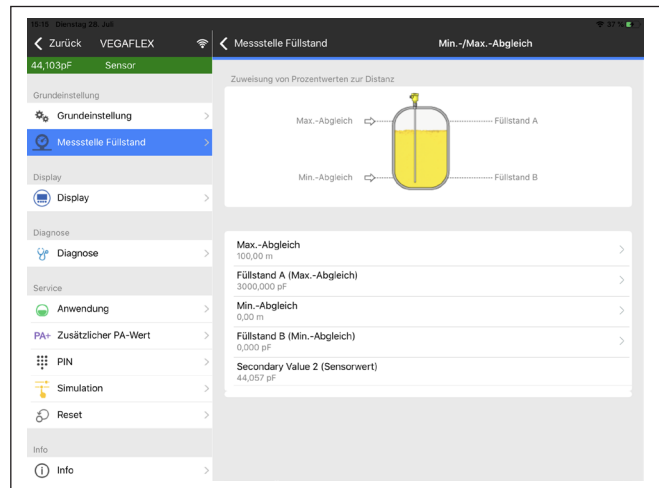 15:15 Dienstag 28. Juli
37 %
Zurück VEGAFLEX
Messstelle Füllstand
Min.-/Max.-Abgleich
44,103pF Sensor
Grundeinstellung
Grundeinstellung
Messstelle Füllstand
Display
Display
Diagnose
Diagnose
Service
Anwendung
PA+ Zusätzlicher PA-Wert
PIN
Simulation
Reset
Info
Info
Zuweisung von Prozentwerten zur Distanz
Max.-Abgleich
Füllstand A
Min.-Abgleich
Füllstand B
Max.-Abgleich
100,00 m
Füllstand A (Max.-Abgleich)
3000,000 pF
Min.-Abgleich
0,00 m
Füllstand B (Min.-Abgleich)
0,000 pF
Secondary Value 2 (Sensorwert)
44,057 pF